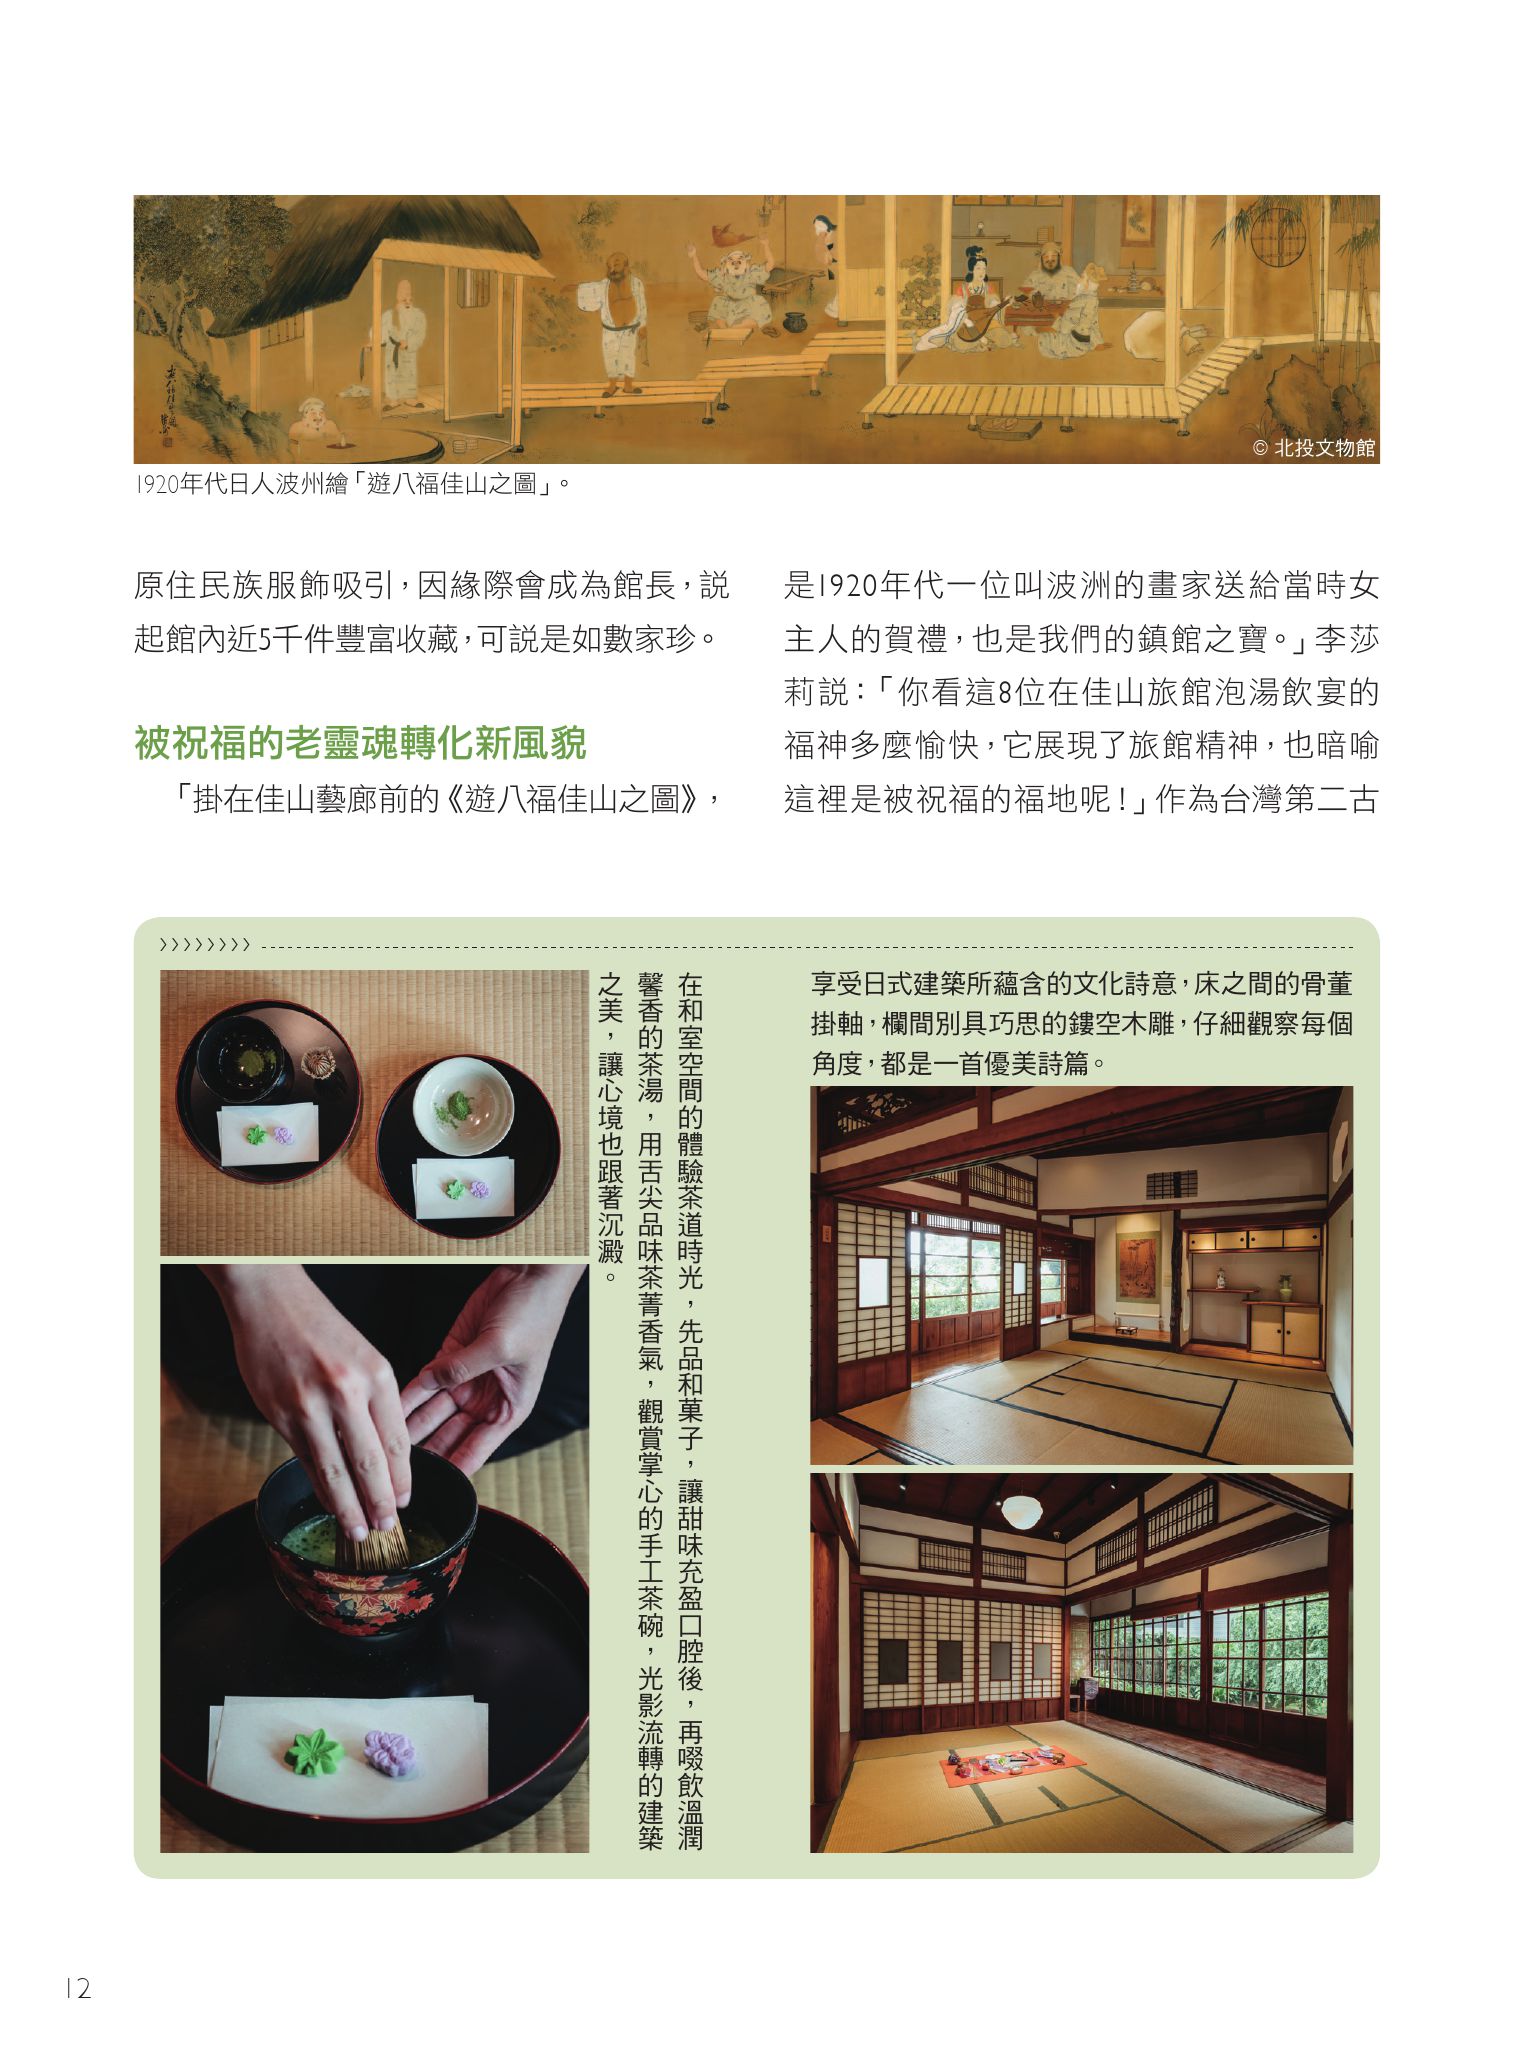 © 北投文物館
1920年代日人波州繪「遊八福佳山之圖」。
原住民族服飾吸引，因緣際會成為館長，説
起館內近5千件豐富收藏，可説是如數家珍。
被祝福的老靈魂轉化新風貌
「掛在佳山藝廊前的《遊八福佳山之圖》，
是1920年代一位叫波洲的畫家送給當時女
主人的賀禮，也是我們的鎮館之寶。」李莎
莉説：「你看這8位在佳山旅館泡湯飲宴的
福神多麼愉快，它展現了旅館精神，也暗喻
這裡是被祝福的福地呢！」作為台灣第二古
在和室空間的體驗茶道時光，先品和菓子，讓甜味充盈口腔後，再啜飲溫潤
馨香的茶湯，用舌尖品味茶菁香氣，觀賞掌心的手工茶碗，光影流轉的建築
之美，讓心境也跟著沉澱。
享受日式建築所蘊含的文化詩意，床之間的骨董
掛軸，欄間別具巧思的鏤空木雕，仔細觀察每個
角度，都是一首優美詩篇。
12